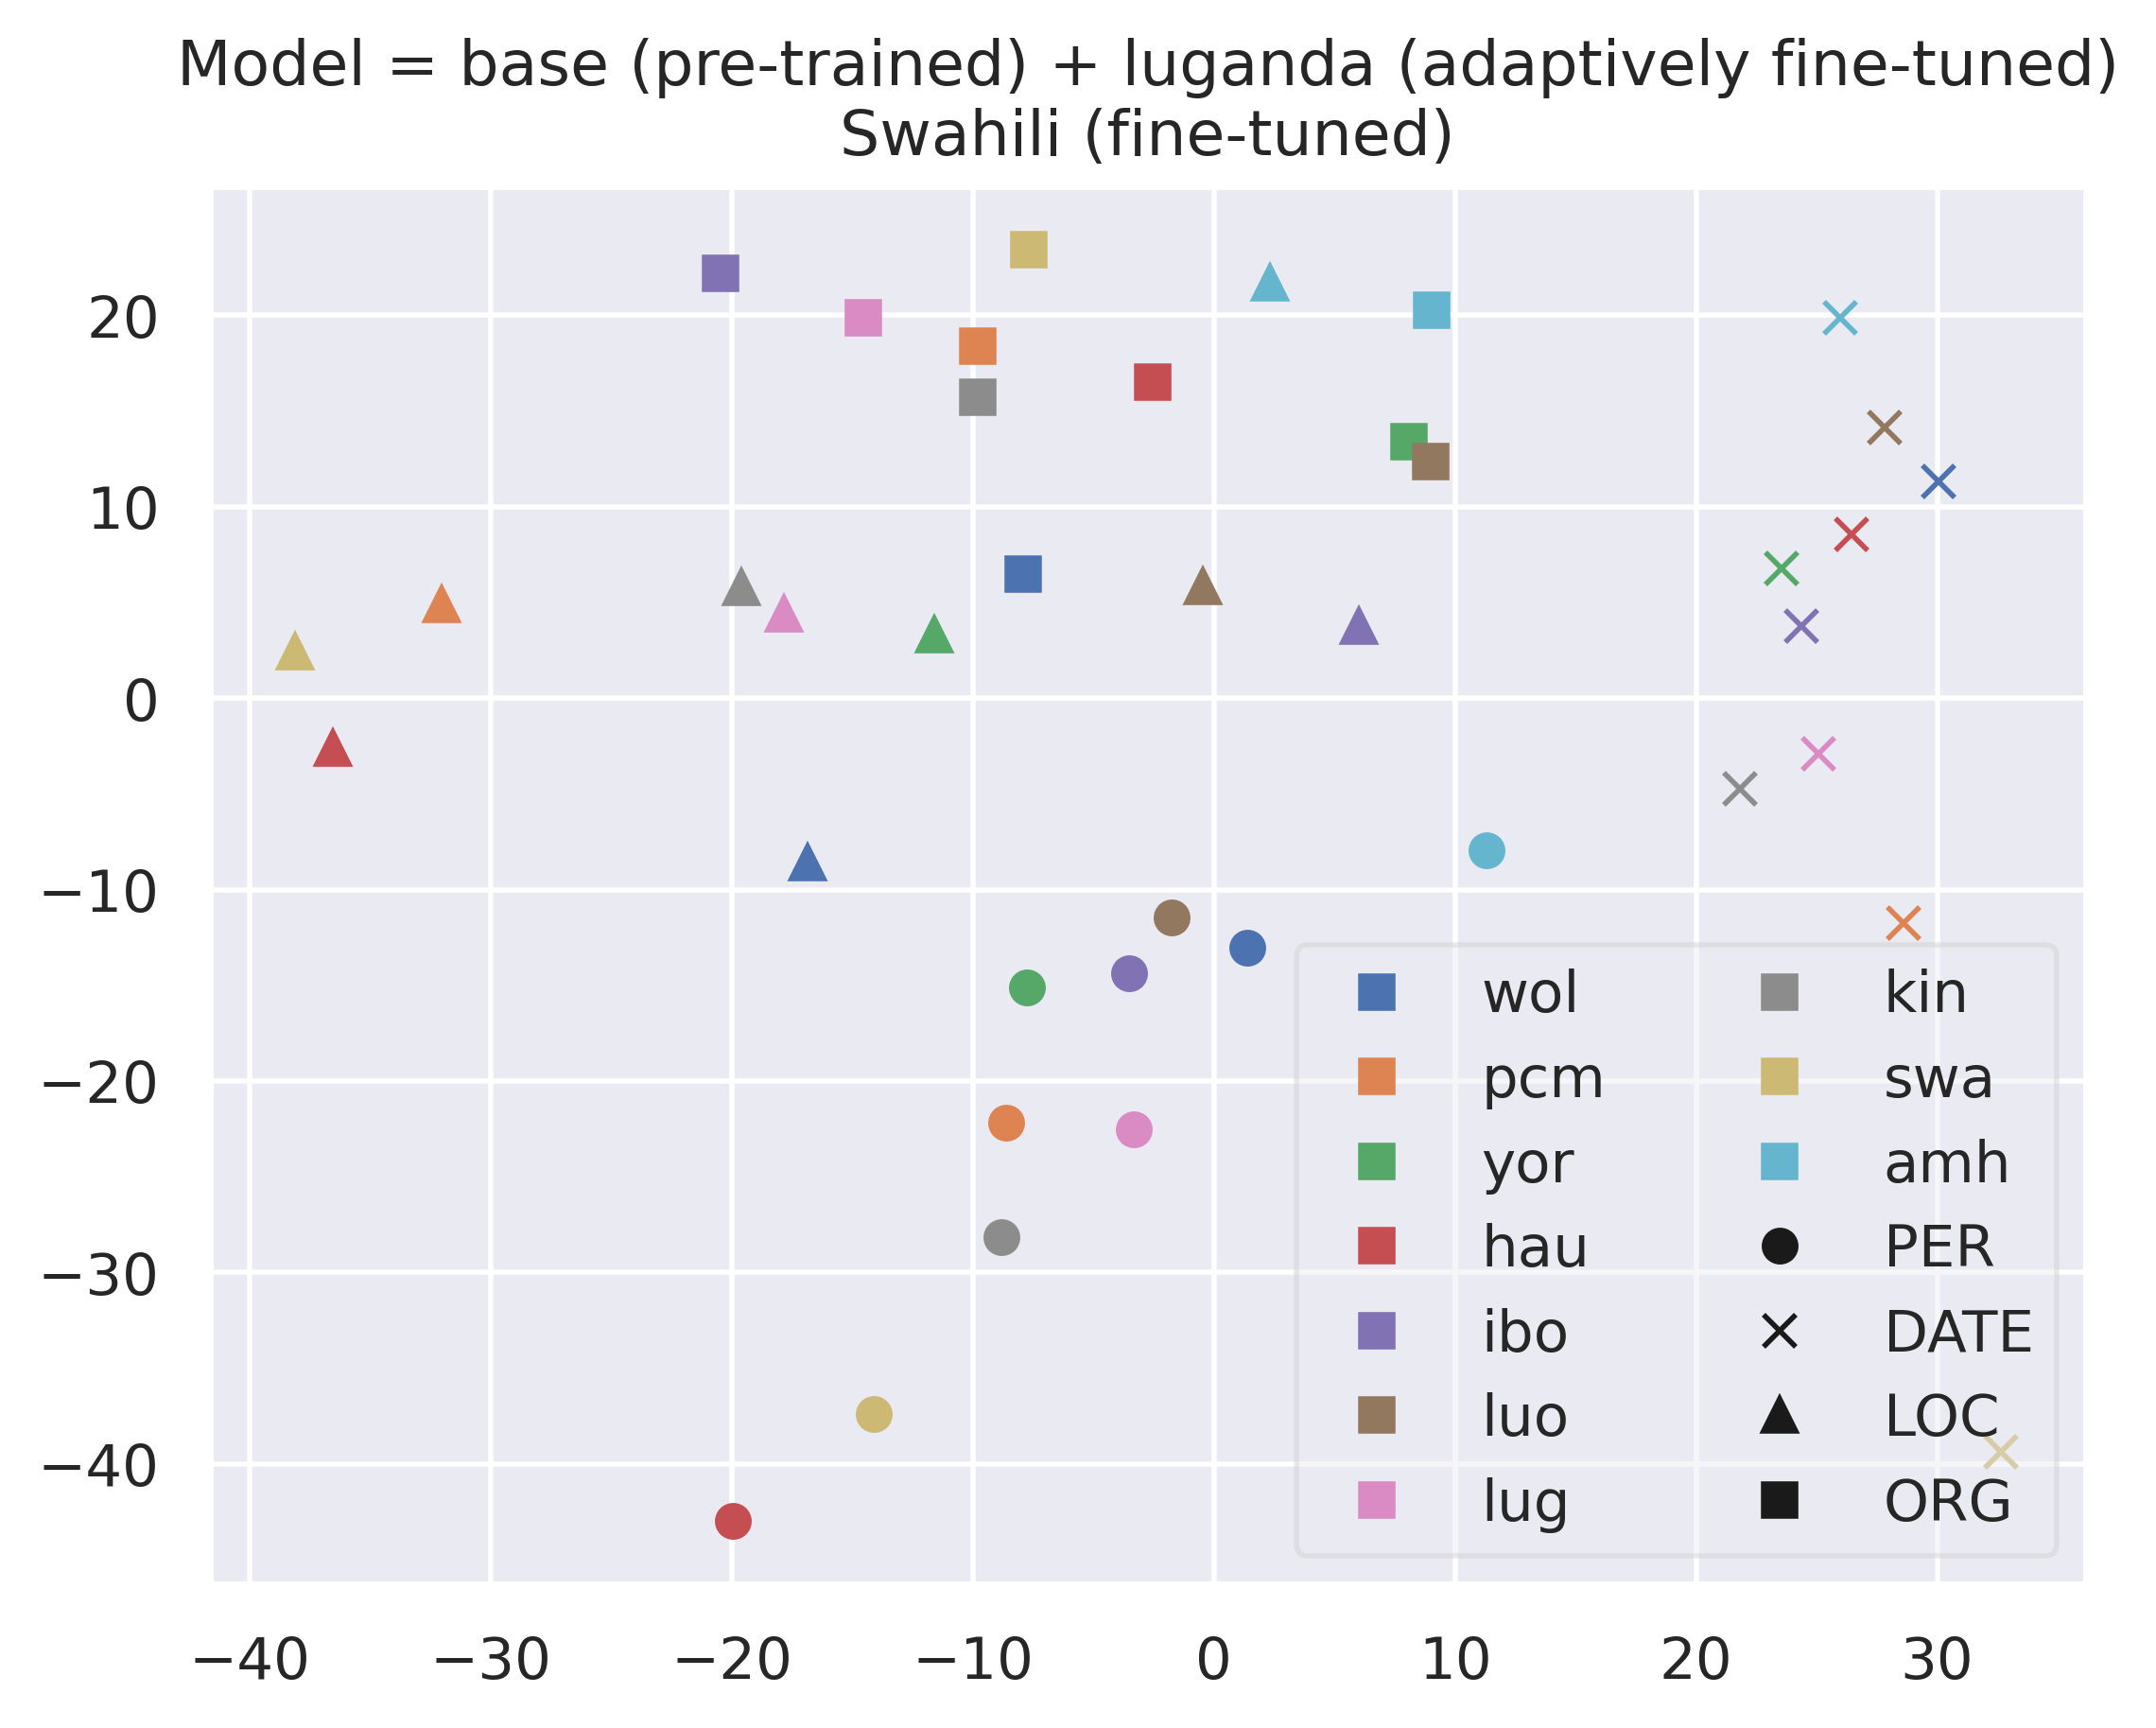 Model = base (pre-trained) + luganda (adaptively fine-tuned)
Swahili (fine-tuned)
20
10
0
−10
−20
−30
−40
−40
−30
−20
−10
0
10
20
30
wol
pcm
yor
hau
ibo
luo
lug
kin
swa
amh
PER
DATE
LOC
ORG